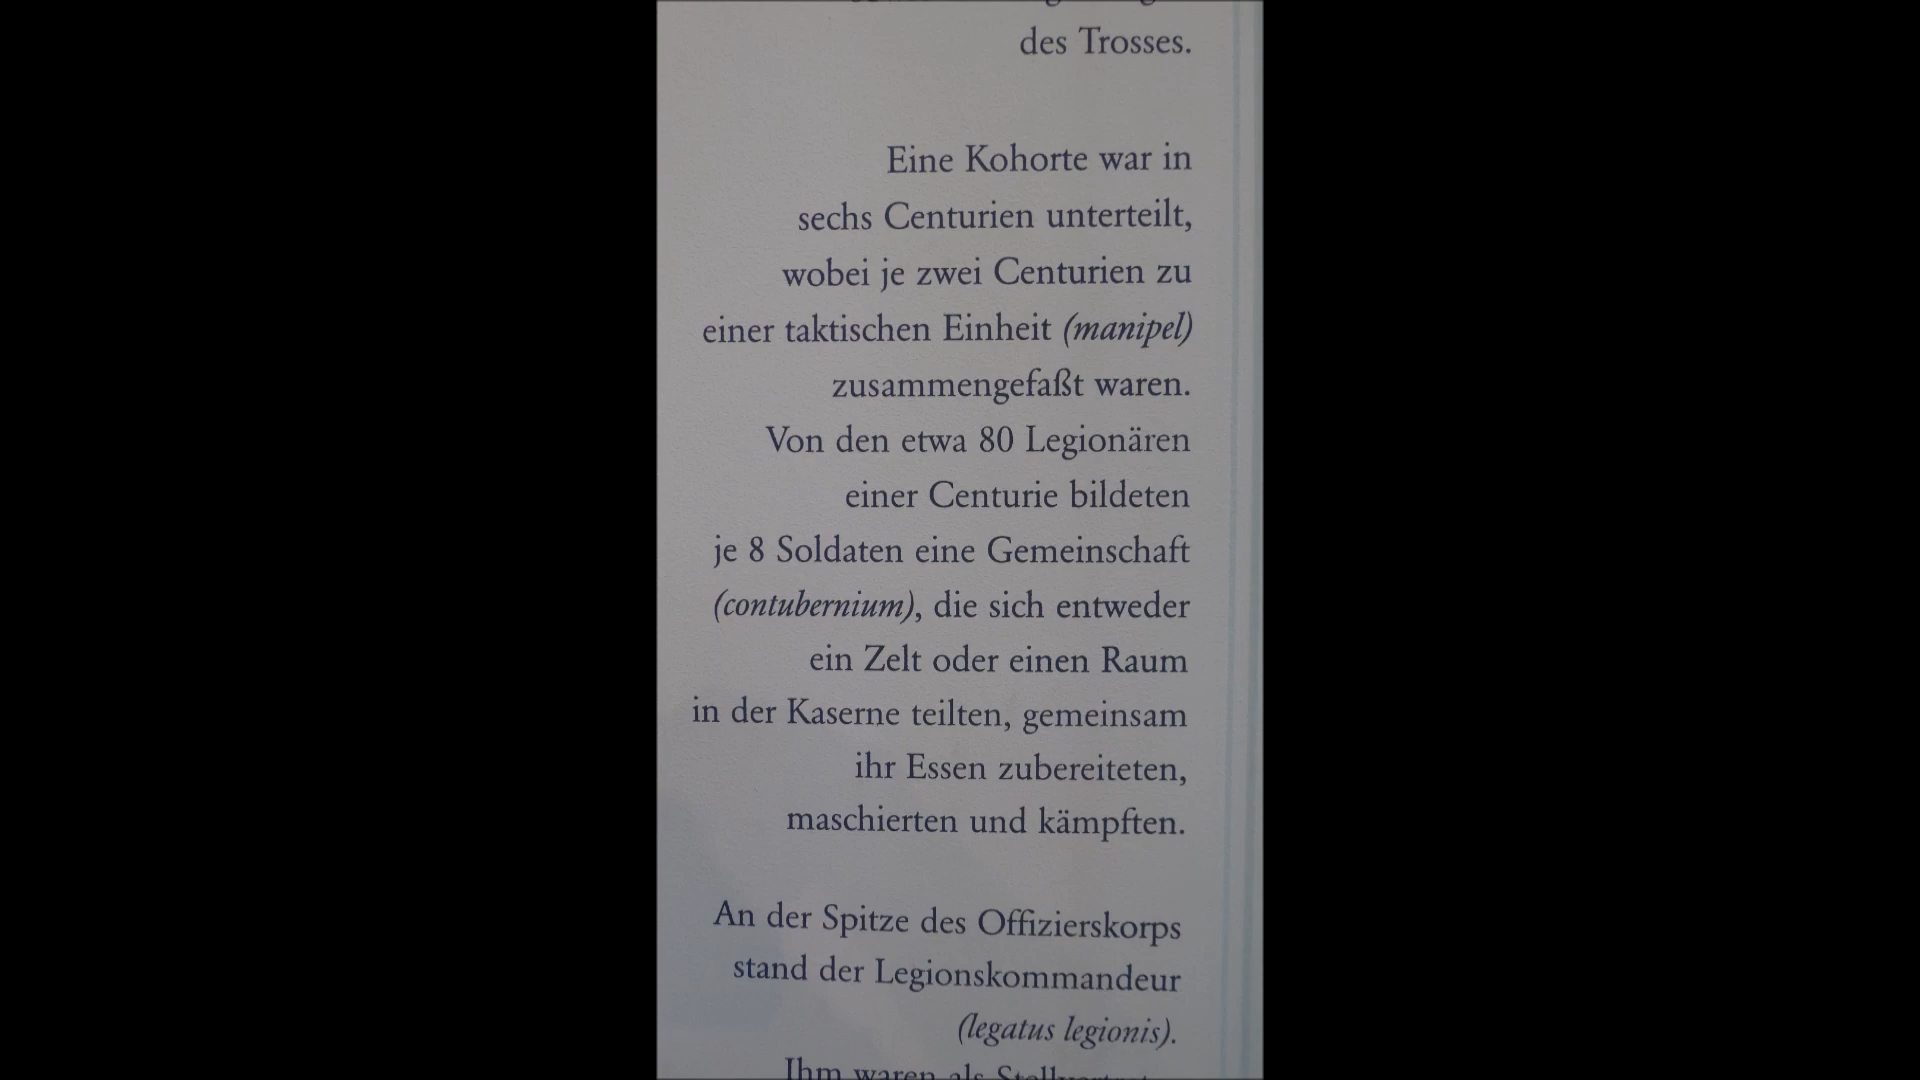 des Trosses.
Eine Kohorte war in
sechs Centurien unterteilt,
wobei je zwei Centurien zu
einer taktischen Einheit (manipel)
zusammengefaßt waren.
Von den etwa 80 Legionären
einer Centurie bildeten
je 8 Soldaten eine Gemeinschaft
(contubernium), die sich entweder
ein Zelt oder einen Raum
in der Kaserne teilten, gemeinsam
ihr Essen zubereiteten,
maschierten und kämpften.
An der Spitze des Offizierskorps
stand der Legionskommandeur
(legatus legionis).
Ihm waren als